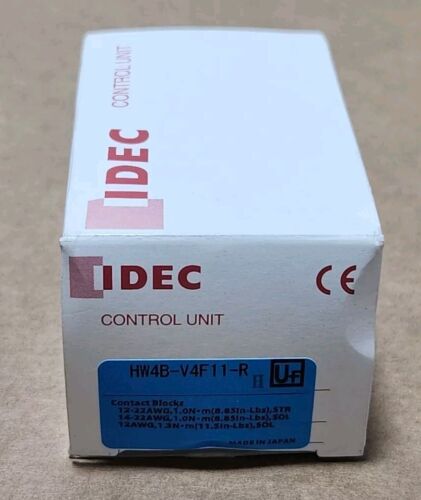 IDEC
CONTROL UNIT
IDEC
CE
CONTROL UNIT
HW4B-V4F11-R
Contact Blocks
12-22AWG,1.0N·m(8.85In-Lbs),STR
14-22AWG,1.0N·m(8.85In-Lbs),SOL
12AWG,1.3N·m(11.5In-Lbs),SOL
MADE IN JAPAN